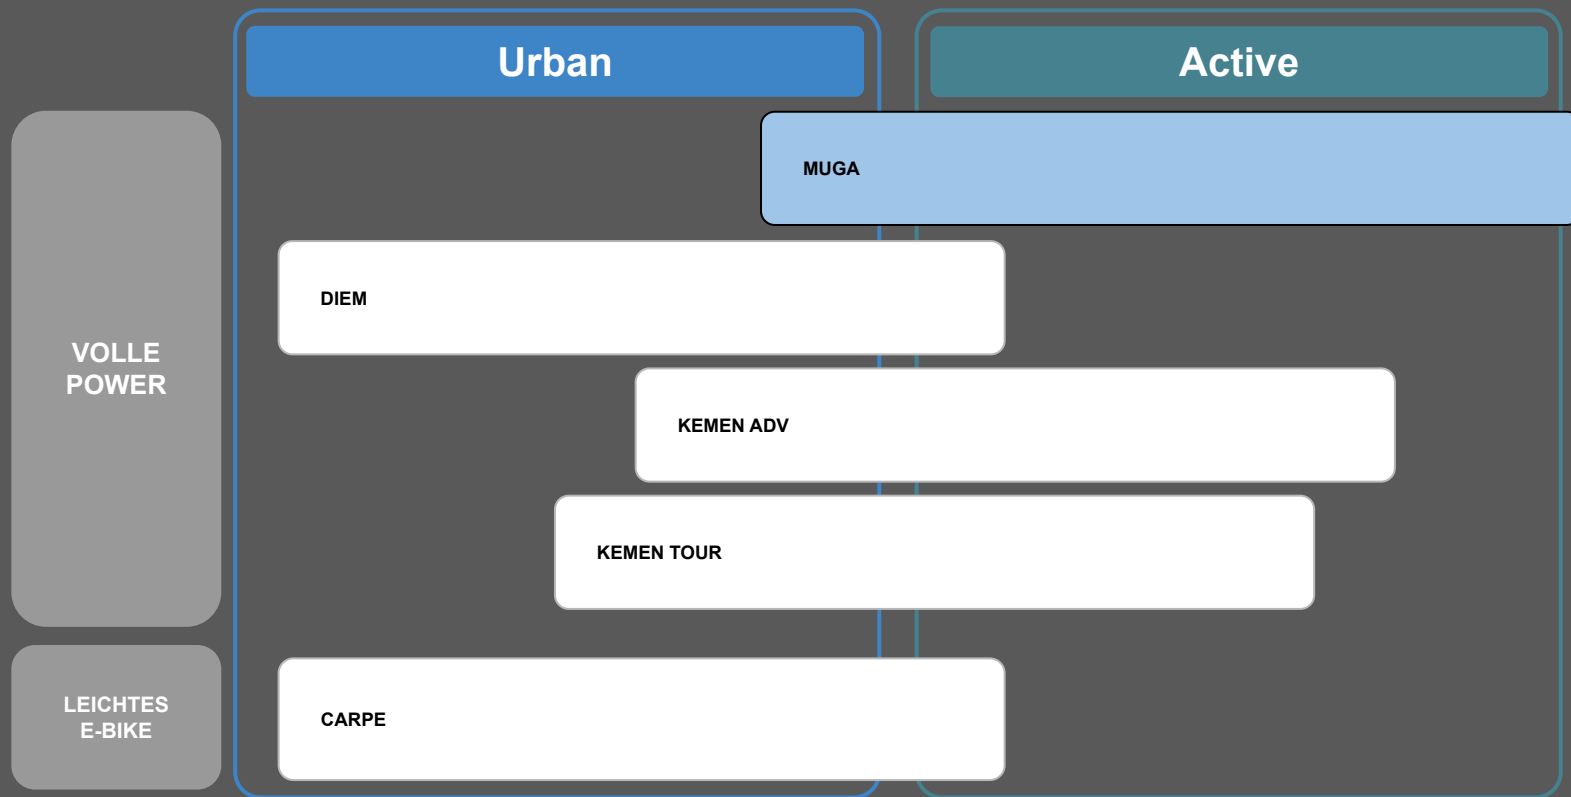 Urban
Active
MUGA
DIEM
VOLLE
POWER
KEMEN ADV
KEMEN TOUR
LEICHTES
E-BIKE
CARPE